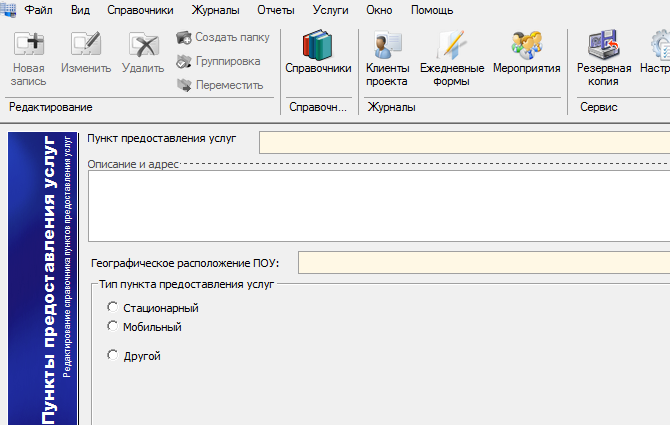 Файл Вид Справочники Журналы Отчеты Услуги Окно Помощь
Новая запись
Изменить
Удалить
Создать папку
Группировка
Переместить
Справочники
Клиенты проекта
Ежедневные формы
Мероприятия
Резервная копия
Настр
Редактирование
Справочн...
Журналы
Сервис
Пункты предоставления услуг
Редактирование справочника пунктов предоставления услуг
Пункт предоставления услуг
Описание и адрес
Географическое расположение ПОУ:
Тип пункта предоставления услуг
Стационарный
Мобильный
Другой